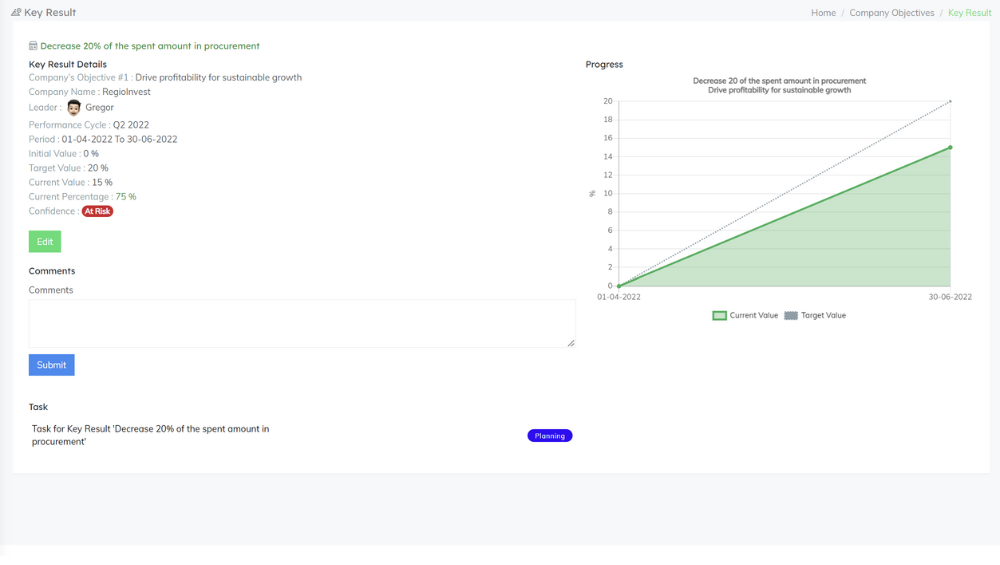 Key Result
Home / Company Objectives / Key Result
Decrease 20% of the spent amount in procurement
Key Result Details
Company's Objective #1 : Drive profitability for sustainable growth
Company Name : RegioInvest
Leader : Gregor
Performance Cycle : Q2 2022
Period : 01-04-2022 To 30-06-2022
Initial Value : 0 %
Target Value : 20 %
Current Value : 15 %
Current Percentage : 75 %
Confidence : At Risk
Edit
Comments
Comments
Submit
Task
Task for Key Result 'Decrease 20% of the spent amount in
procurement'
Planning
Progress
Decrease 20 of the spent amount in procurement
Drive profitability for sustainable growth
20
18
16
14
12
10
8
6
4
2
0
%
01-04-2022
30-06-2022
Current Value
Target Value